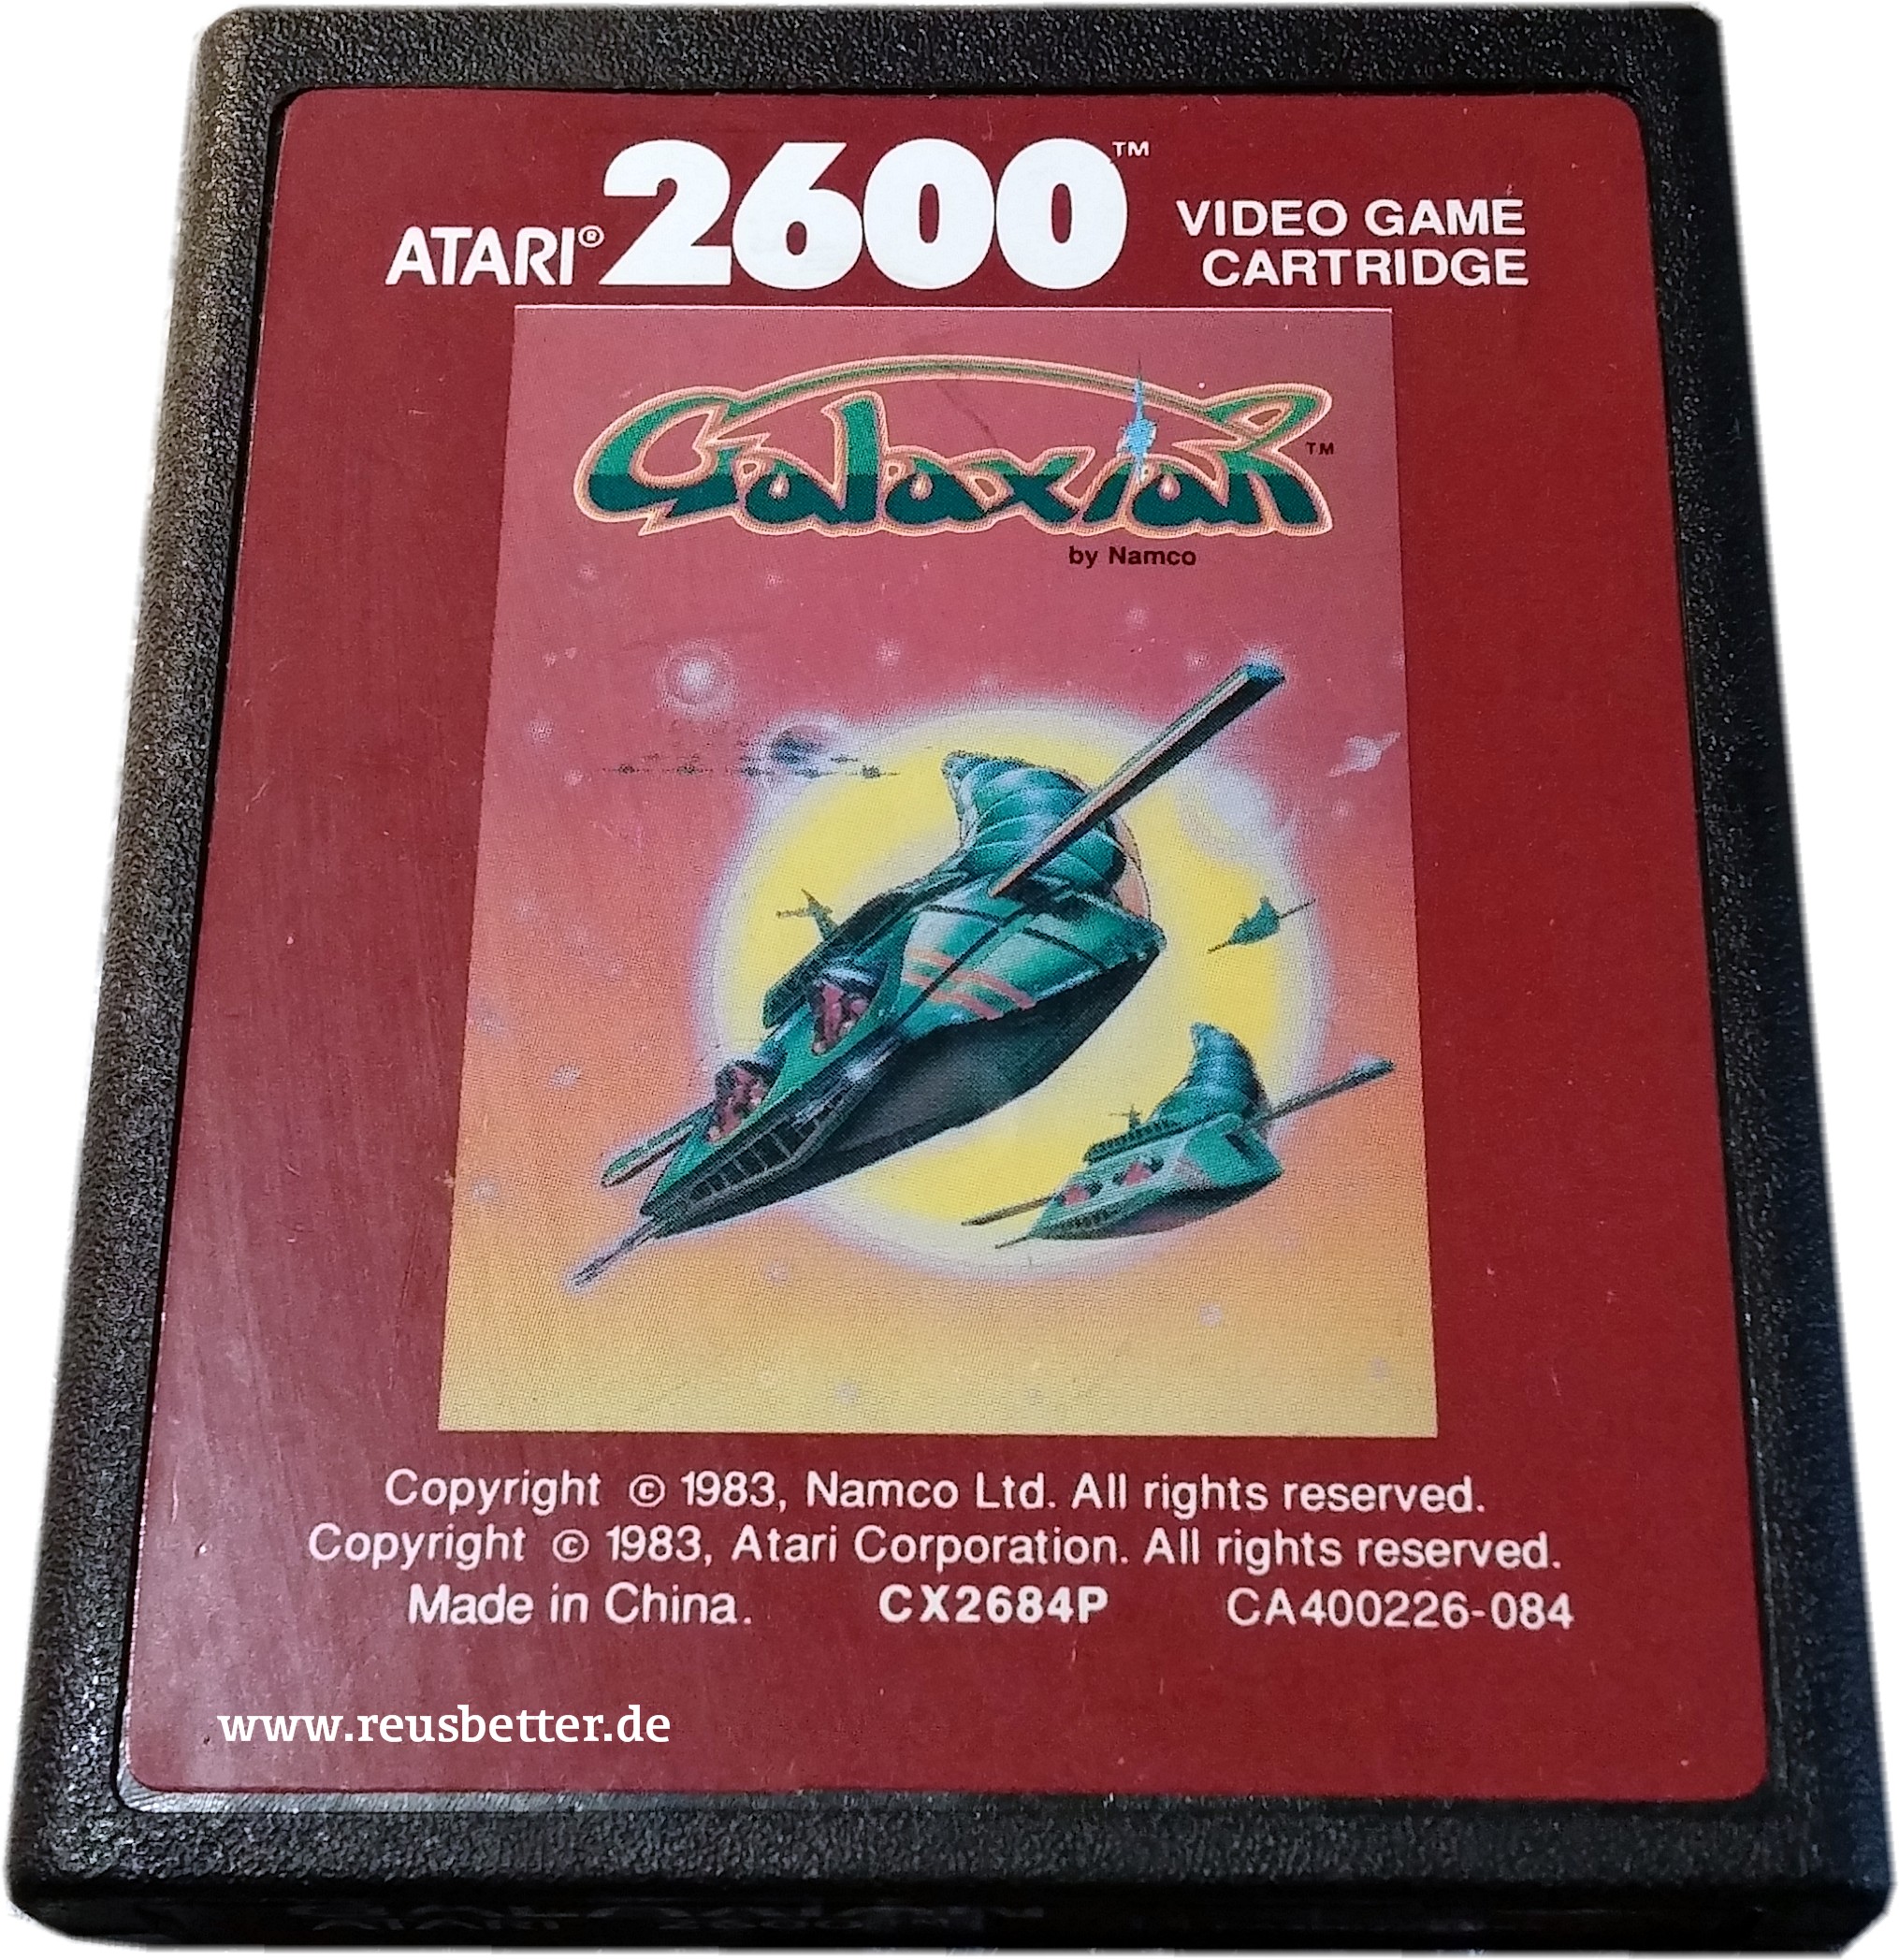 ATARI® 2600™ VIDEO GAME
CARTRIDGE
Galaxian™
by Namco
Copyright © 1983, Namco Ltd. All rights reserved.
Copyright © 1983, Atari Corporation. All rights reserved.
Made in China. CX2684P CA400226-084
www.reusbetter.de